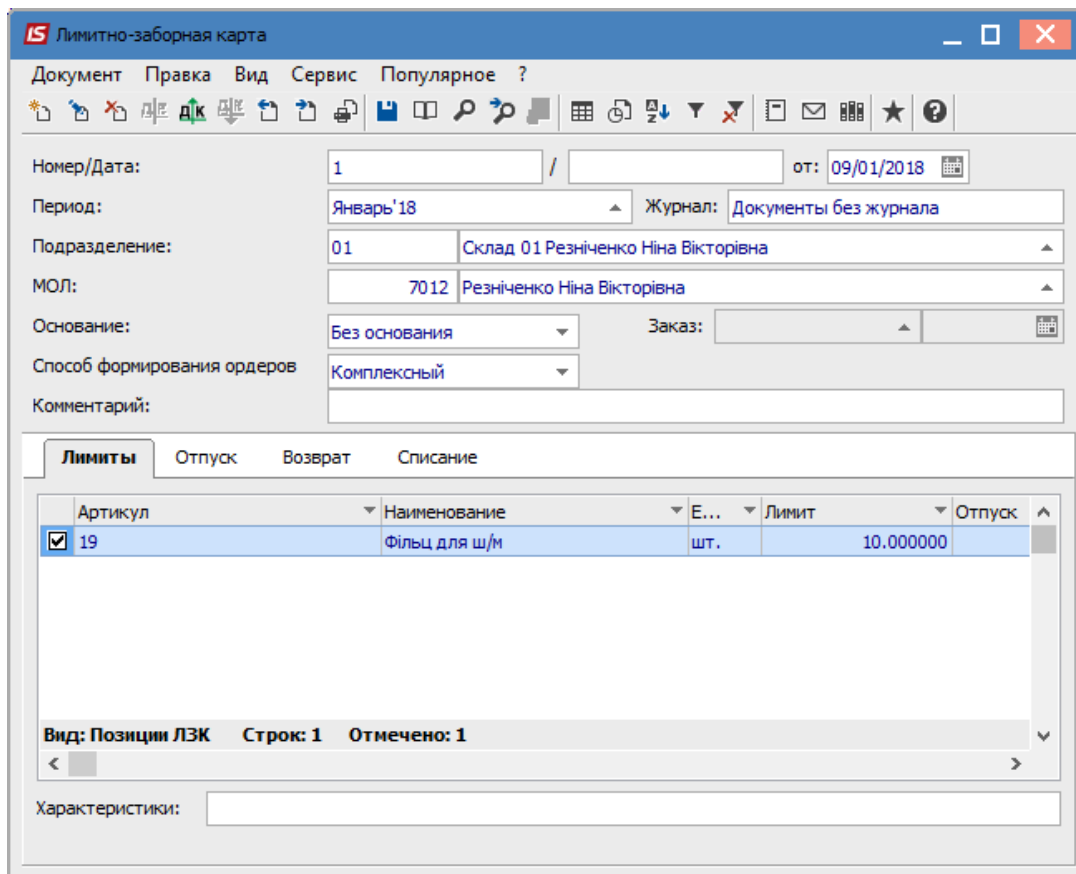 Лимитно-заборная карта
Документ Правка Вид Сервис Популярное ?
Номер/Дата: 1 / от: 09/01/2018
Период: Январь'18 Журнал: Документы без журнала
Подразделение: 01 Склад 01 Резніченко Ніна Вікторівна
МОЛ: 7012 Резніченко Ніна Вікторівна
Основание: Без основания Заказ:
Способ формирования ордеров Комплексный
Комментарий:
Лимиты Отпуск Возврат Списание
Артикул Наименование Е... Лимит Отпуск
19 Фільц для ш/м шт. 10.000000
Вид: Позиции ЛЗК Строк: 1 Отмечено: 1
Характеристики: